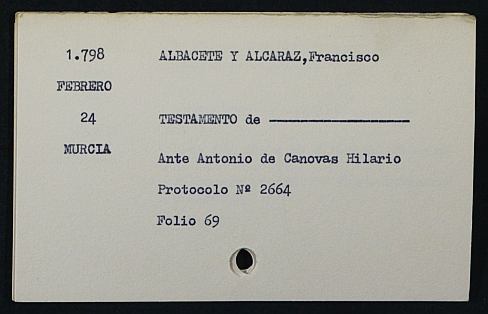 1.798 ALBACETE Y ALCARAZ,Francisco
FEBRERO
24 TESTAMENTO de ————————
MURCIA
Ante Antonio de Canovas Hilario
Protocolo Nº 2664
Folio 69